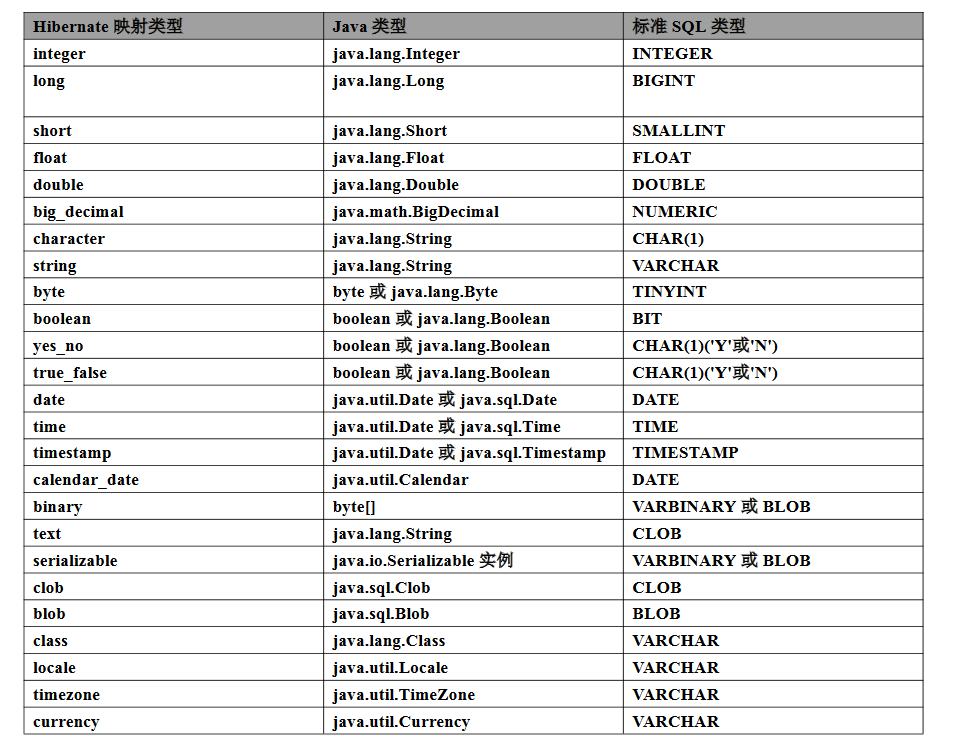 Hibernate 映射类型 Java 类型 标准 SQL 类型
integer java.lang.Integer INTEGER
long java.lang.Long BIGINT
short java.lang.Short SMALLINT
float java.lang.Float FLOAT
double java.lang.Double DOUBLE
big_decimal java.math.BigDecimal NUMERIC
character java.lang.String CHAR(1)
string java.lang.String VARCHAR
byte byte 或 java.lang.Byte TINYINT
boolean boolean 或 java.lang.Boolean BIT
yes_no boolean 或 java.lang.Boolean CHAR(1)('Y'或'N')
true_false boolean 或 java.lang.Boolean CHAR(1)('Y'或'N')
date java.util.Date 或 java.sql.Date DATE
time java.util.Date 或 java.sql.Time TIME
timestamp java.util.Date 或 java.sql.Timestamp TIMESTAMP
calendar_date java.util.Calendar DATE
binary byte[] VARBINARY 或 BLOB
text java.lang.String CLOB
serializable java.io.Serializable 实例 VARBINARY 或 BLOB
clob java.sql.Clob CLOB
blob java.sql.Blob BLOB
class java.lang.Class VARCHAR
locale java.util.Locale VARCHAR
timezone java.util.TimeZone VARCHAR
currency java.util.Currency VARCHAR